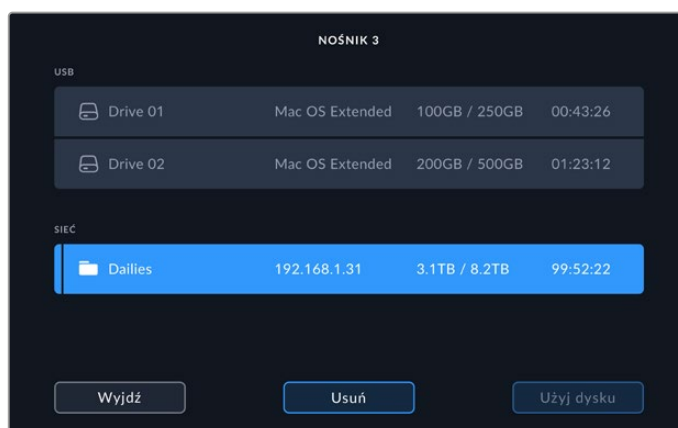 NOŚNIK 3
USB
Drive 01 Mac OS Extended 100GB / 250GB 00:43:26
Drive 02 Mac OS Extended 200GB / 500GB 01:23:12
SIEĆ
Dailies 192.168.1.31 3.1TB / 8.2TB 99:52:22
Wyjdź Usuń Użyj dysku